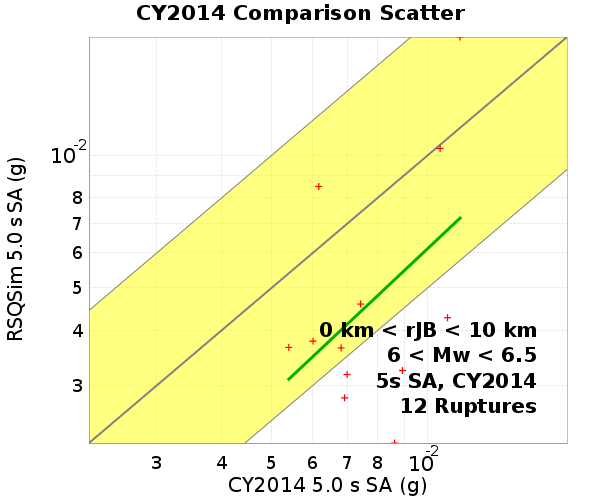 CY2014 Comparison Scatter
RSQSim 5.0 s SA (g)
10-2
8
7
6
5
4
3
0 km < rJB < 10 km
6 < Mw < 6.5
5s SA, CY2014
12 Ruptures
3 4 5 6 7 8 10-2
CY2014 5.0 s SA (g)